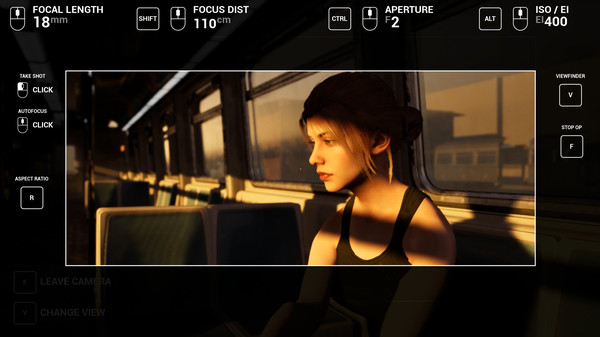 FOCAL LENGTH
18mm
SHIFT
FOCUS DIST
110cm
CTRL
APERTURE
F2
ALT
ISO / EI
EI400
TAKE SHOT
CLICK
AUTOFOCUS
CLICK
ASPECT RATIO
R
VIEWFINDER
V
STOP OP
F
LEAVE CAMERA
CHANGE VIEW